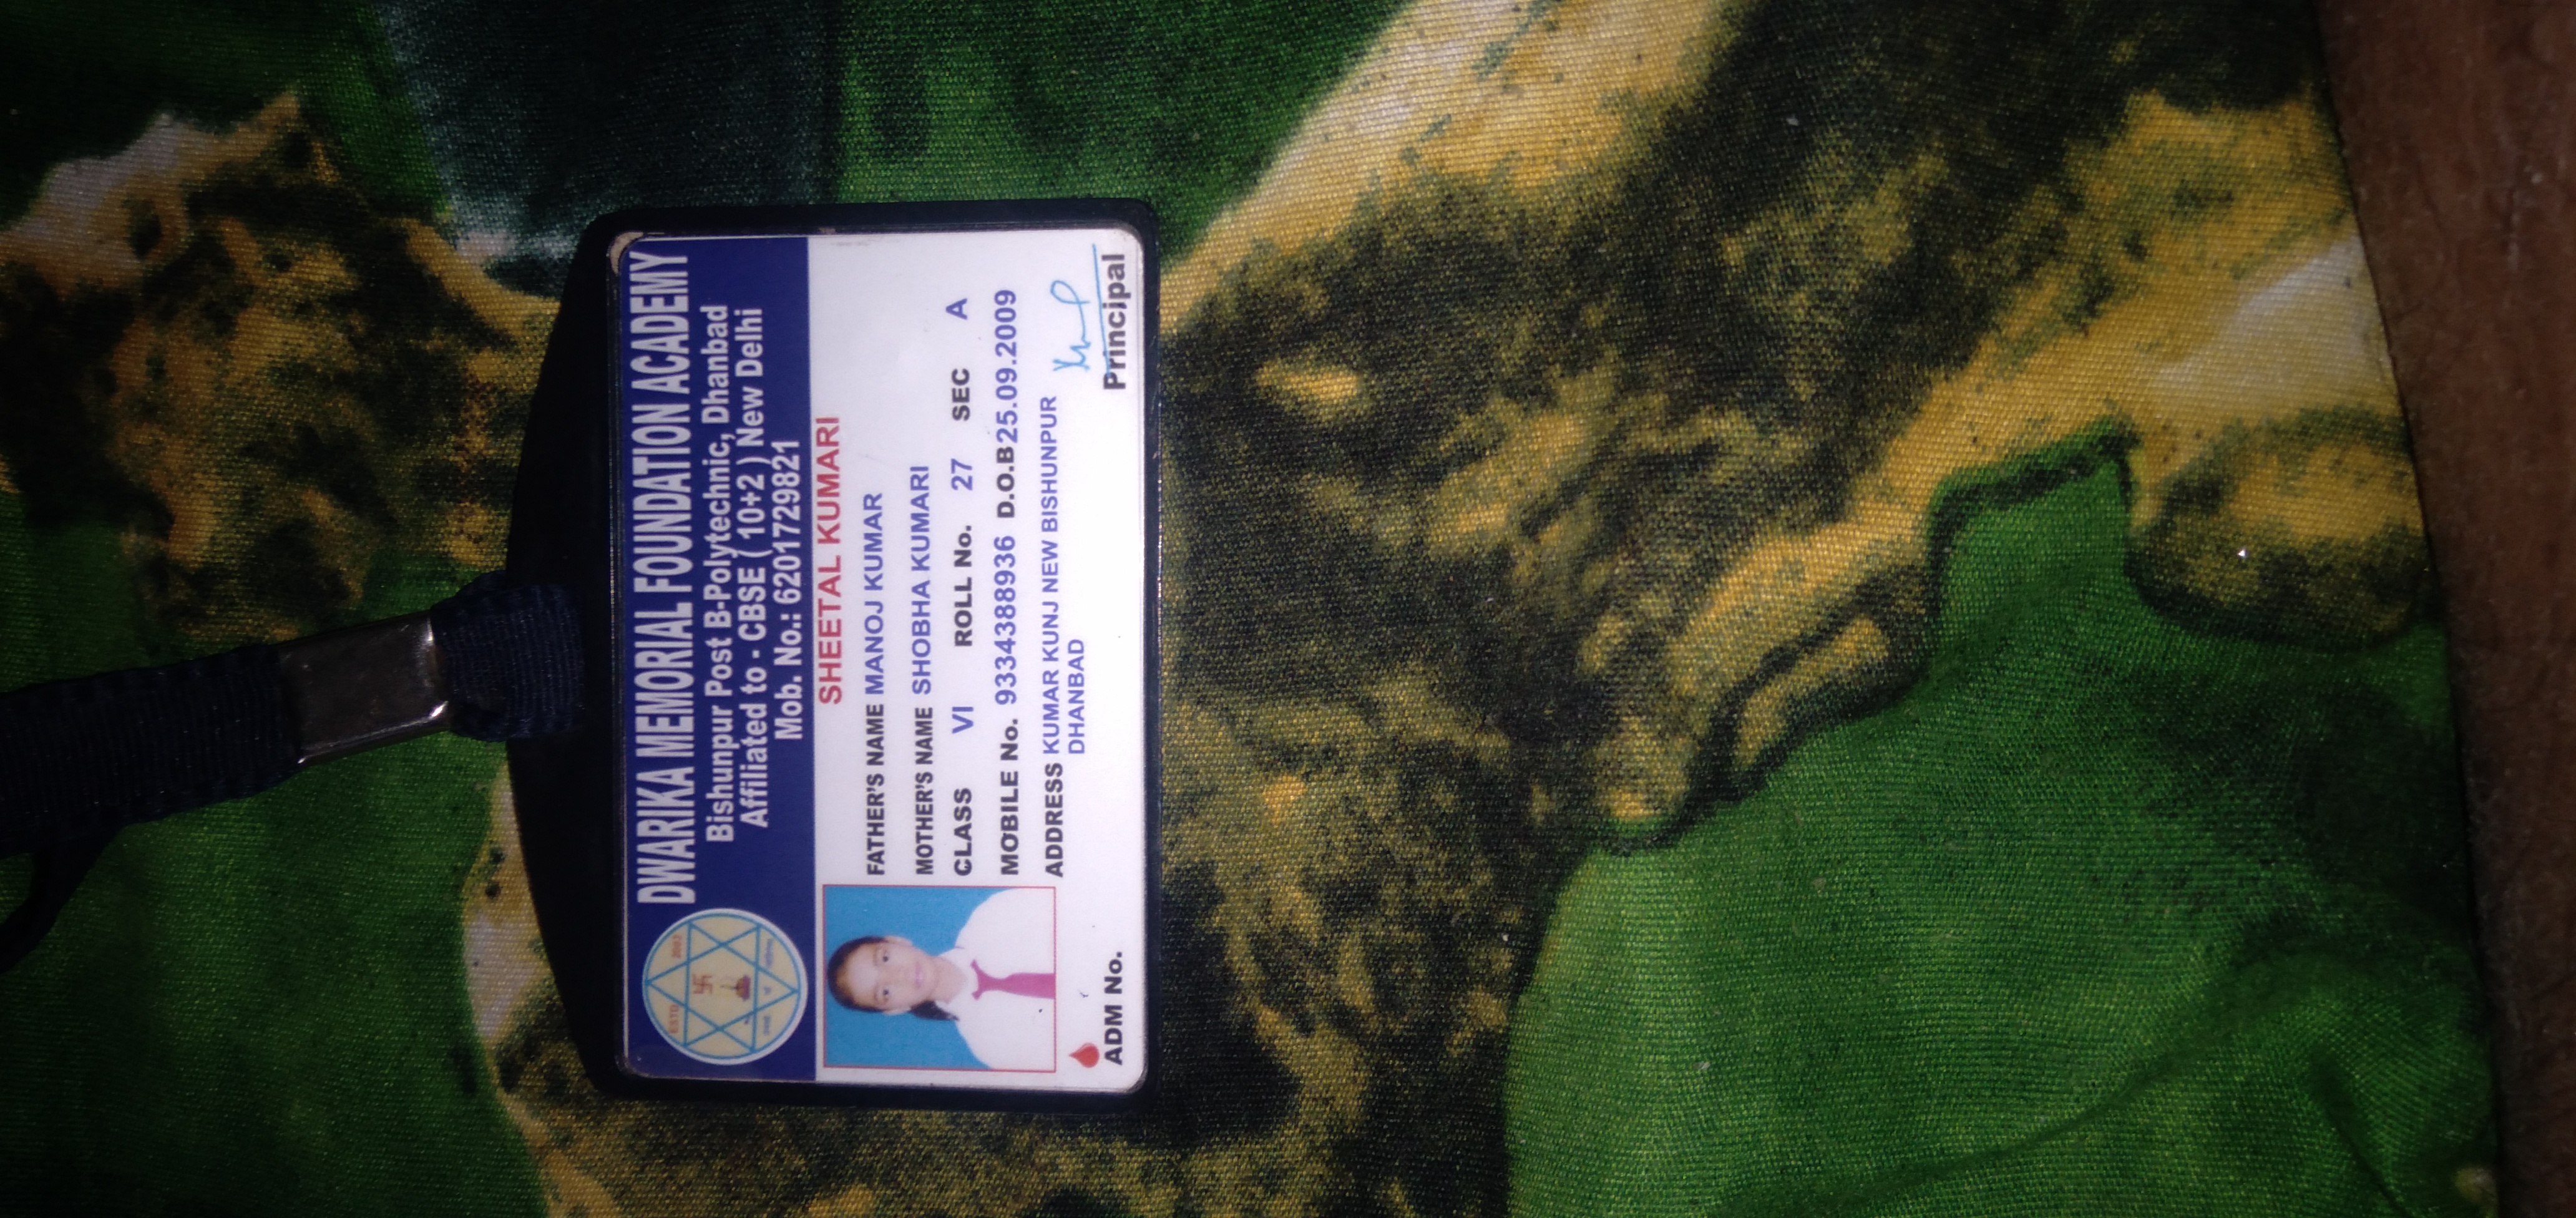 DWARIKA MEMORIAL FOUNDATION ACADEMY
Bishunpur Post B-Polytechnic, Dhanbad
Affiliated to - CBSE ( 10+2 ) New Delhi
Mob. No.: 6201729821
SHEETAL KUMARI
FATHER'S NAME MANOJ KUMAR
MOTHER'S NAME SHOBHA KUMARI
CLASS VI ROLL No. 27 SEC A
MOBILE No. 9334388936 D.O.B25.09.2009
ADDRESS KUMAR KUNJ NEW BISHUNPUR
DHANBAD
ADM No.
Principal